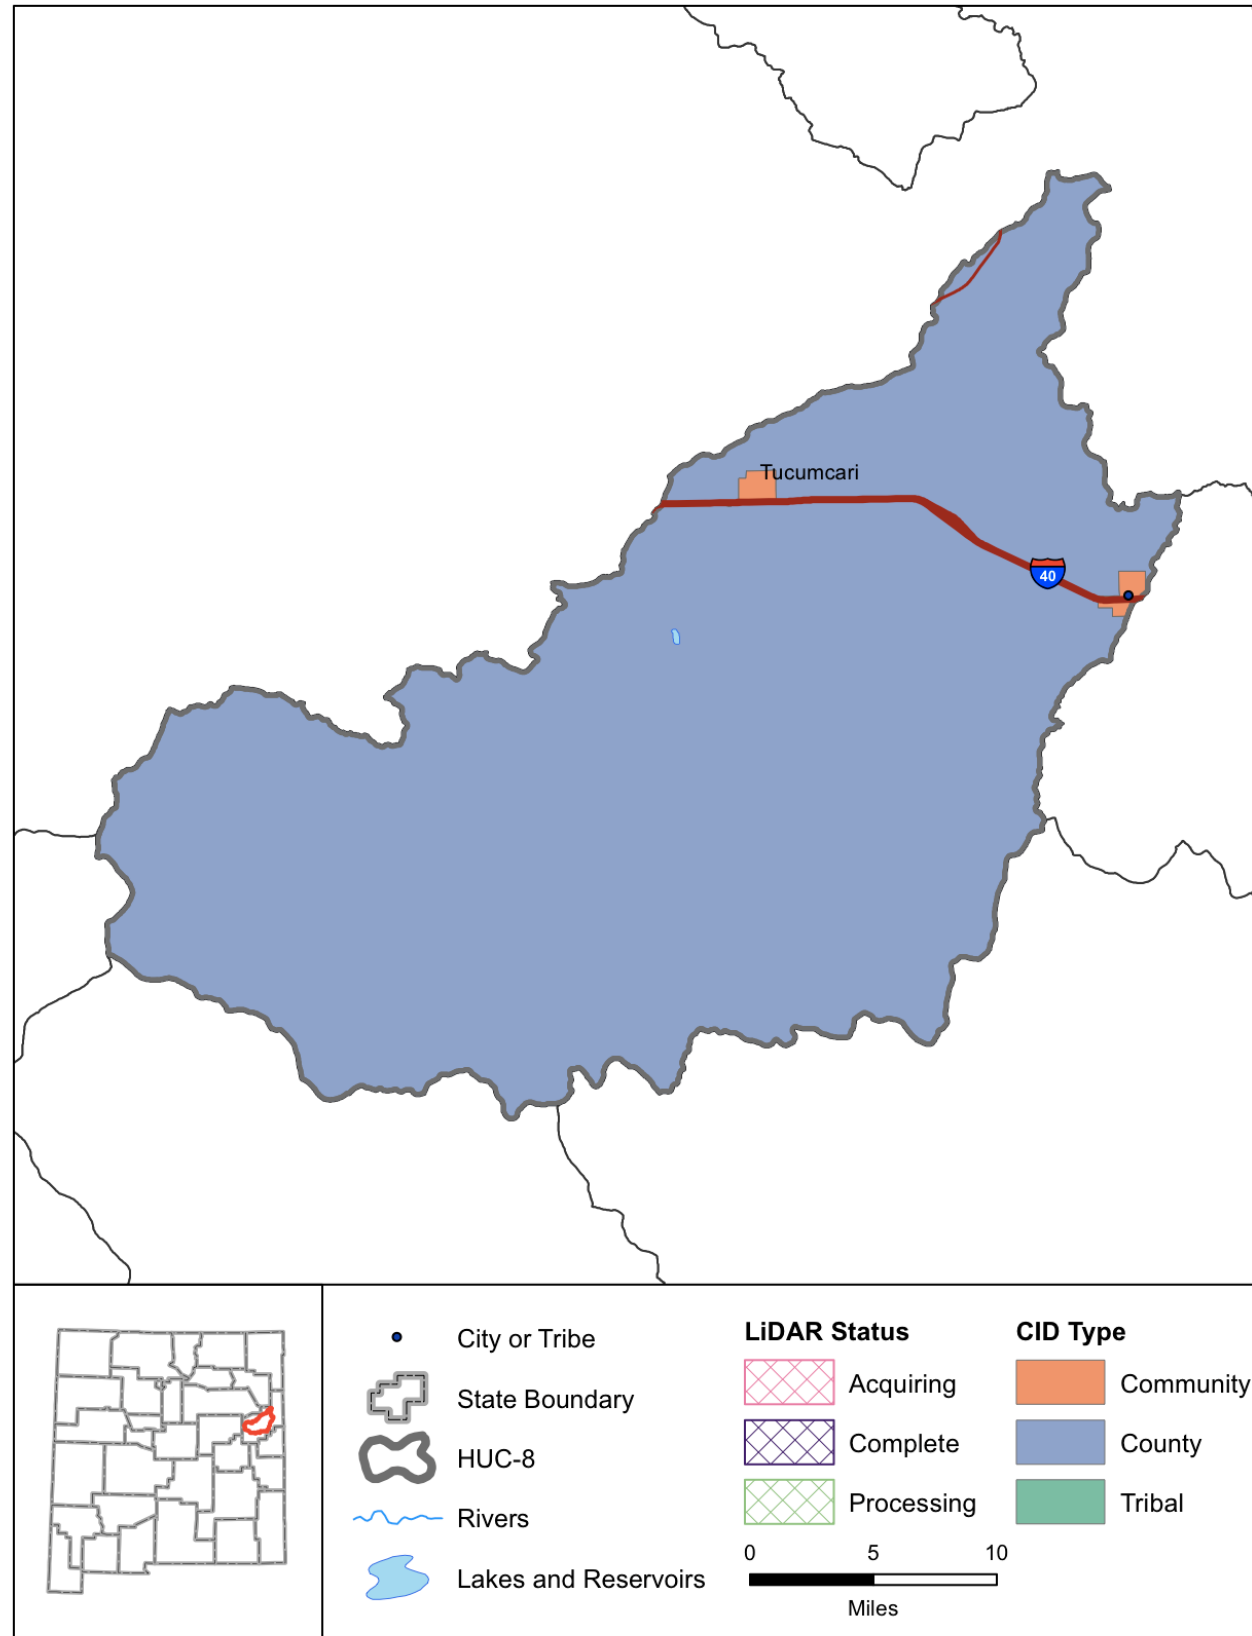 Tucumcari
40
City or Tribe
State Boundary
HUC-8
Rivers
Lakes and Reservoirs
LiDAR Status
Acquiring
Complete
Processing
0 5 10
Miles
CID Type
Community
County
Tribal